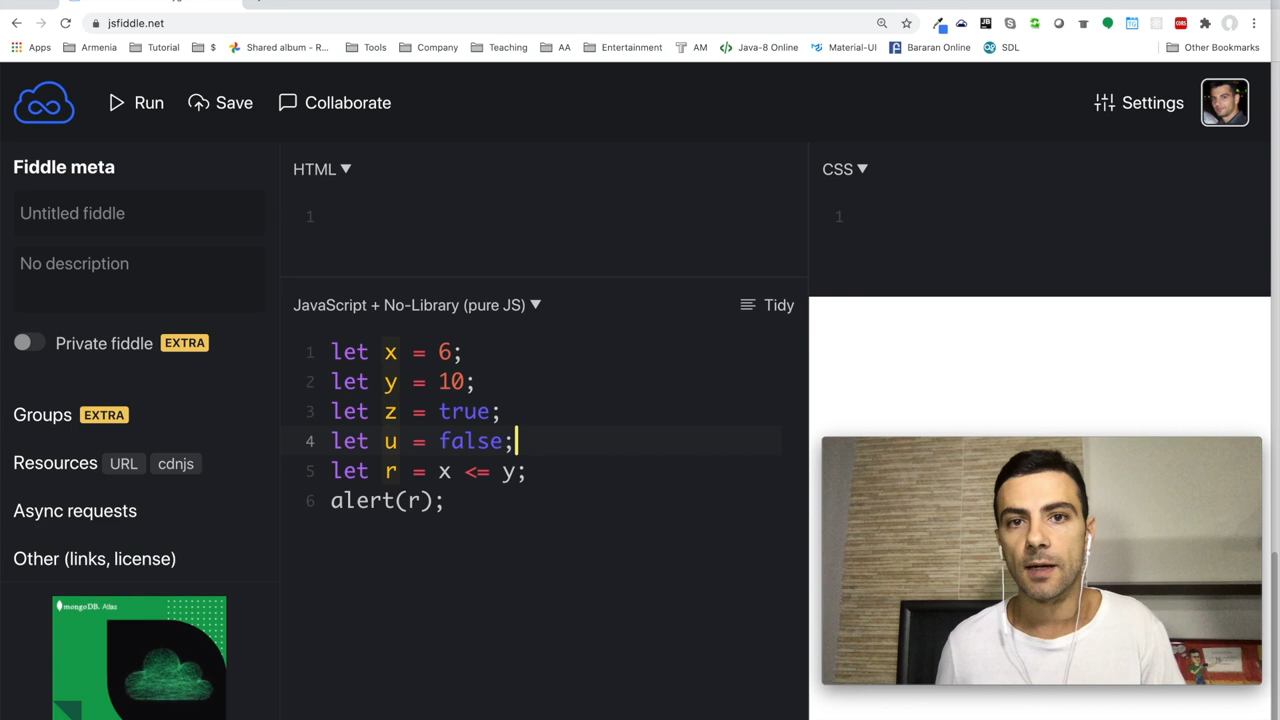 jsfiddle.net
Apps
Armenia
Tutorial
$
Shared album - R...
Tools
Company
Teaching
AA
Entertainment
AM
Java-8 Online
Material-UI
Bararan Online
SDL
Other Bookmarks
Run
Save
Collaborate
Settings
Fiddle meta
Untitled fiddle
No description
Private fiddle EXTRA
Groups EXTRA
Resources URL cdnjs
Async requests
Other (links, license)
mongoDB. Atlas
HTML
1
CSS
1
JavaScript + No-Library (pure JS)
Tidy
1 let x = 6;
2 let y = 10;
3 let z = true;
4 let u = false;
5 let r = x <= y;
6 alert(r);